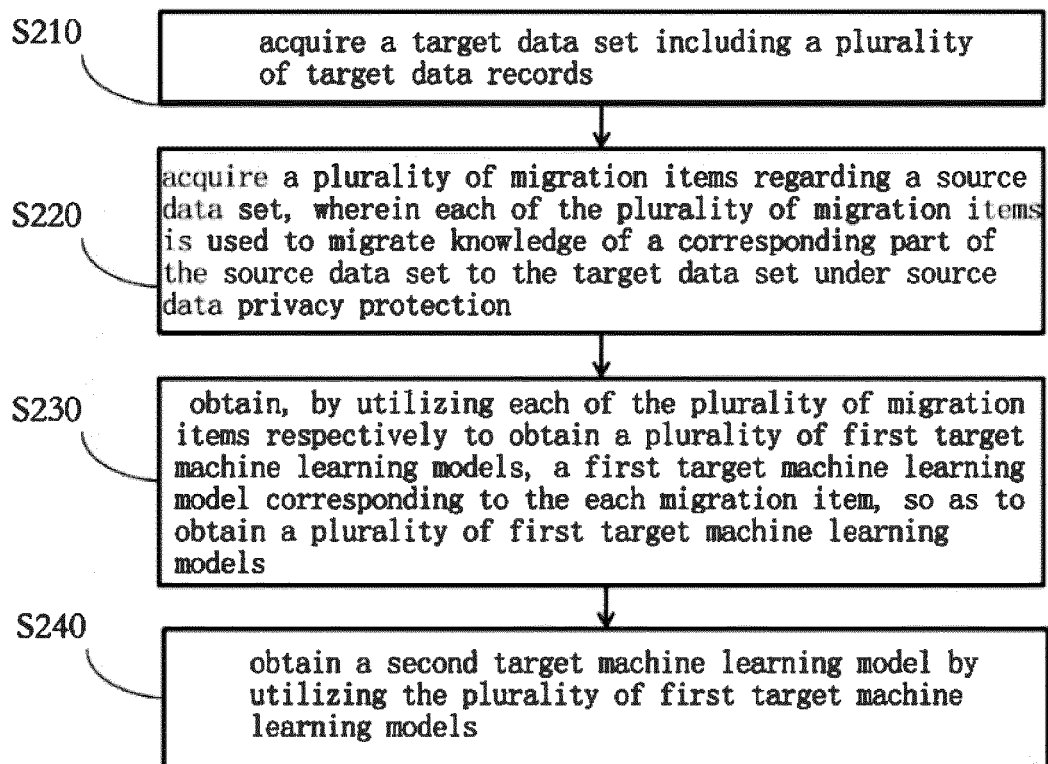 S210
acquire a target data set including a plurality
of target data records
S220
acquire a plurality of migration items regarding a source
data set, wherein each of the plurality of migration items
is used to migrate knowledge of a corresponding part of
the source data set to the target data set under source
data privacy protection
S230
obtain, by utilizing each of the plurality of migration
items respectively to obtain a plurality of first target
machine learning models, a first target machine learning
model corresponding to the each migration item, so as to
obtain a plurality of first target machine learning
models
S240
obtain a second target machine learning model by
utilizing the plurality of first target machine
learning models